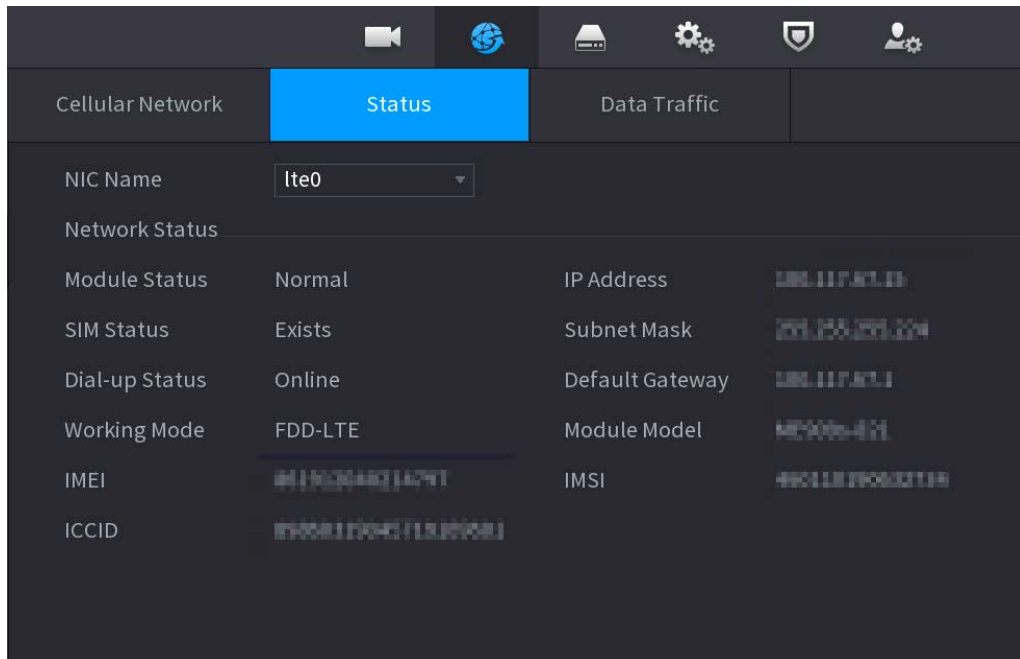 Cellular Network Status Data Traffic
NIC Name lte0
Network Status
Module Status Normal IP Address
SIM Status Exists Subnet Mask
Dial-up Status Online Default Gateway
Working Mode FDD-LTE Module Model
IMEI IMSI
ICCID